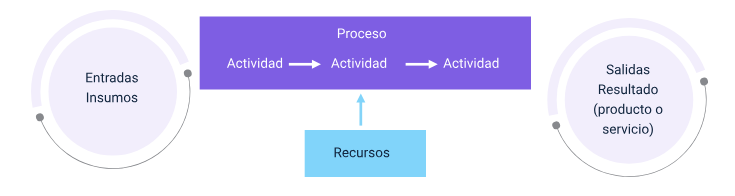 Entradas
Insumos
Proceso
Actividad
Actividad
Actividad
Recursos
Salidas
Resultado
(producto o
servicio)